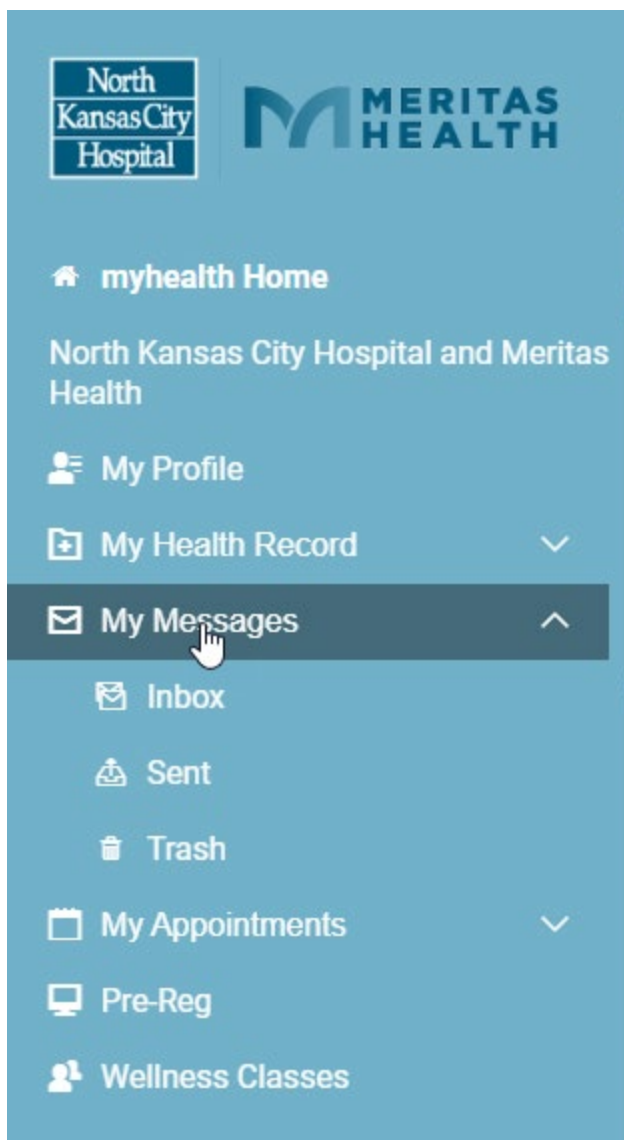 North
Kansas City
Hospital
MERITAS
HEALTH
myhealth Home
North Kansas City Hospital and Meritas
Health
My Profile
My Health Record
My Messages
Inbox
Sent
Trash
My Appointments
Pre-Reg
Wellness Classes